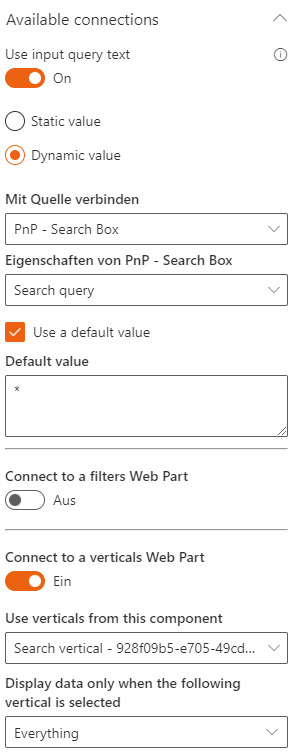 Available connections
Use input query text
On
Static value
Dynamic value
Mit Quelle verbinden
PnP - Search Box
Eigenschaften von PnP - Search Box
Search query
Use a default value
Default value
*
Connect to a filters Web Part
Aus
Connect to a verticals Web Part
Ein
Use verticals from this component
Search vertical - 928f09b5-e705-49cd...
Display data only when the following
vertical is selected
Everything